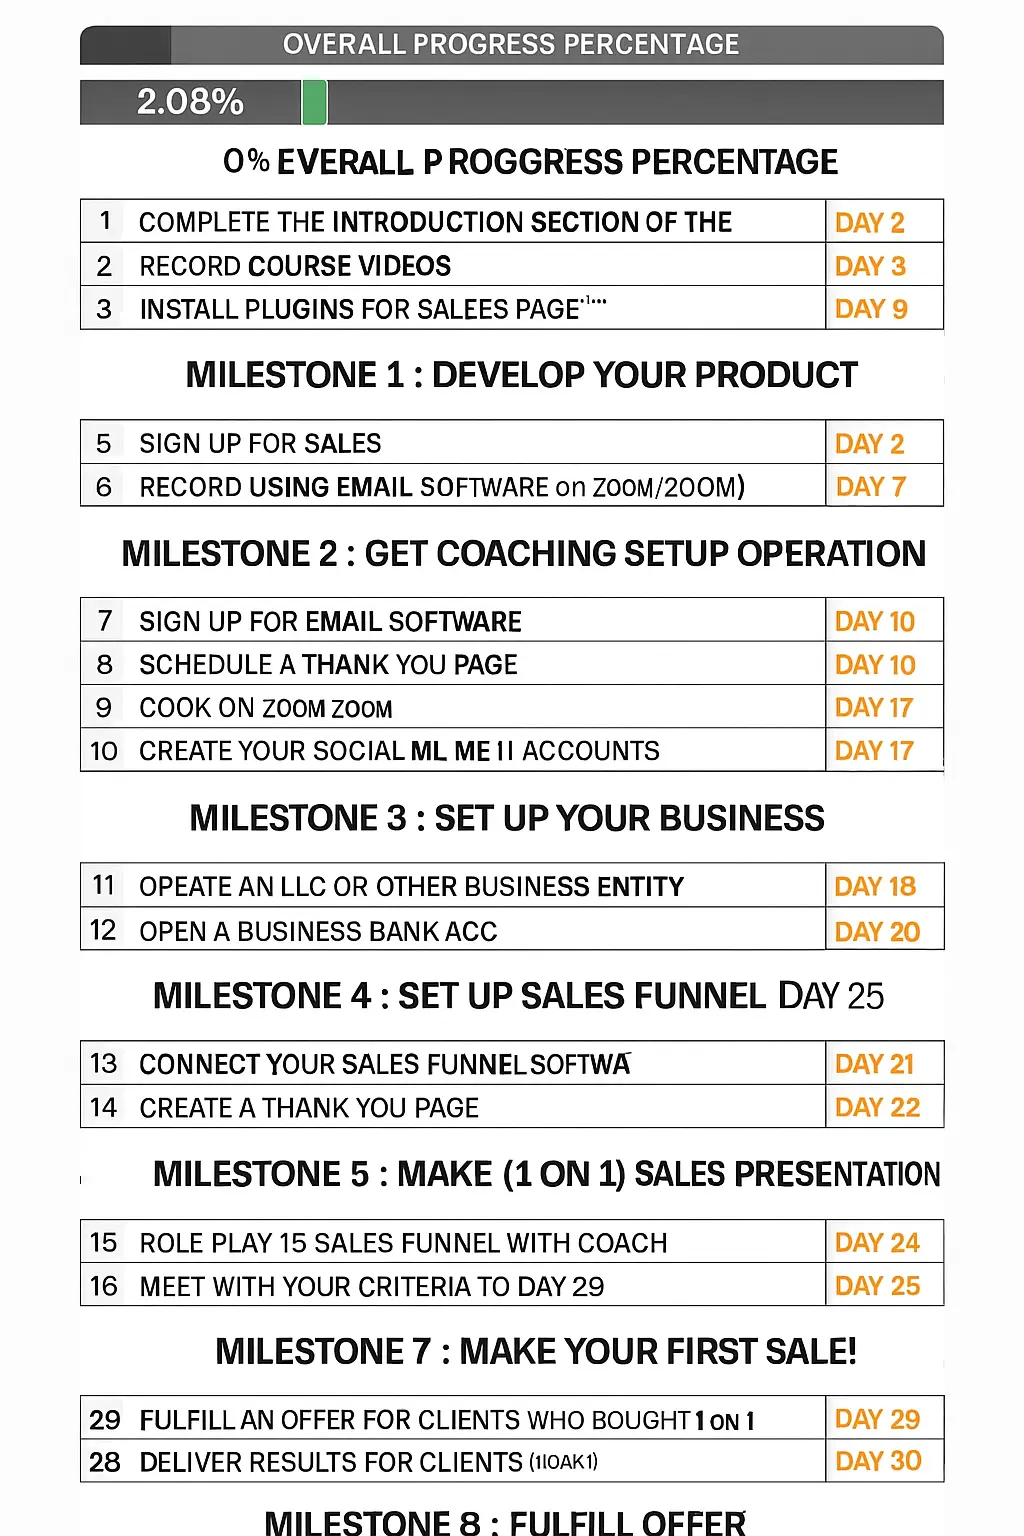 OVERALL PROGRESS PERCENTAGE
2.08%
0% EVERALL P ROGGRESS PERCENTAGE
1 COMPLETE THE INTRODUCTION SECTION OF THE DAY 2
2 RECORD COURSE VIDEOS DAY 3
3 INSTALL PLUGINS FOR SALEES PAGE DAY 9
MILESTONE 1 : DEVELOP YOUR PRODUCT
5 SIGN UP FOR SALES DAY 2
6 RECORD USING EMAIL SOFTWARE on ZOOM/2OOM) DAY 7
MILESTONE 2 : GET COACHING SETUP OPERATION
7 SIGN UP FOR EMAIL SOFTWARE DAY 10
8 SCHEDULE A THANK YOU PAGE DAY 10
9 COOK ON ZOOM ZOOM DAY 17
10 CREATE YOUR SOCIAL ML ME II ACCOUNTS DAY 17
MILESTONE 3 : SET UP YOUR BUSINESS
11 OPEATE AN LLC OR OTHER BUSINESS ENTITY DAY 18
12 OPEN A BUSINESS BANK ACC DAY 20
MILESTONE 4 : SET UP SALES FUNNEL DAY 25
13 CONNECT YOUR SALES FUNNEL SOFTWA DAY 21
14 CREATE A THANK YOU PAGE DAY 22
MILESTONE 5 : MAKE (1 ON 1) SALES PRESENTATION
15 ROLE PLAY 15 SALES FUNNEL WITH COACH DAY 24
16 MEET WITH YOUR CRITERIA TO DAY 29 DAY 25
MILESTONE 7 : MAKE YOUR FIRST SALE!
29 FULFILL AN OFFER FOR CLIENTS WHO BOUGHT 1 ON 1 DAY 29
28 DELIVER RESULTS FOR CLIENTS (1IOAK1) DAY 30
MILESTONE 8 : FULFILL OFFER